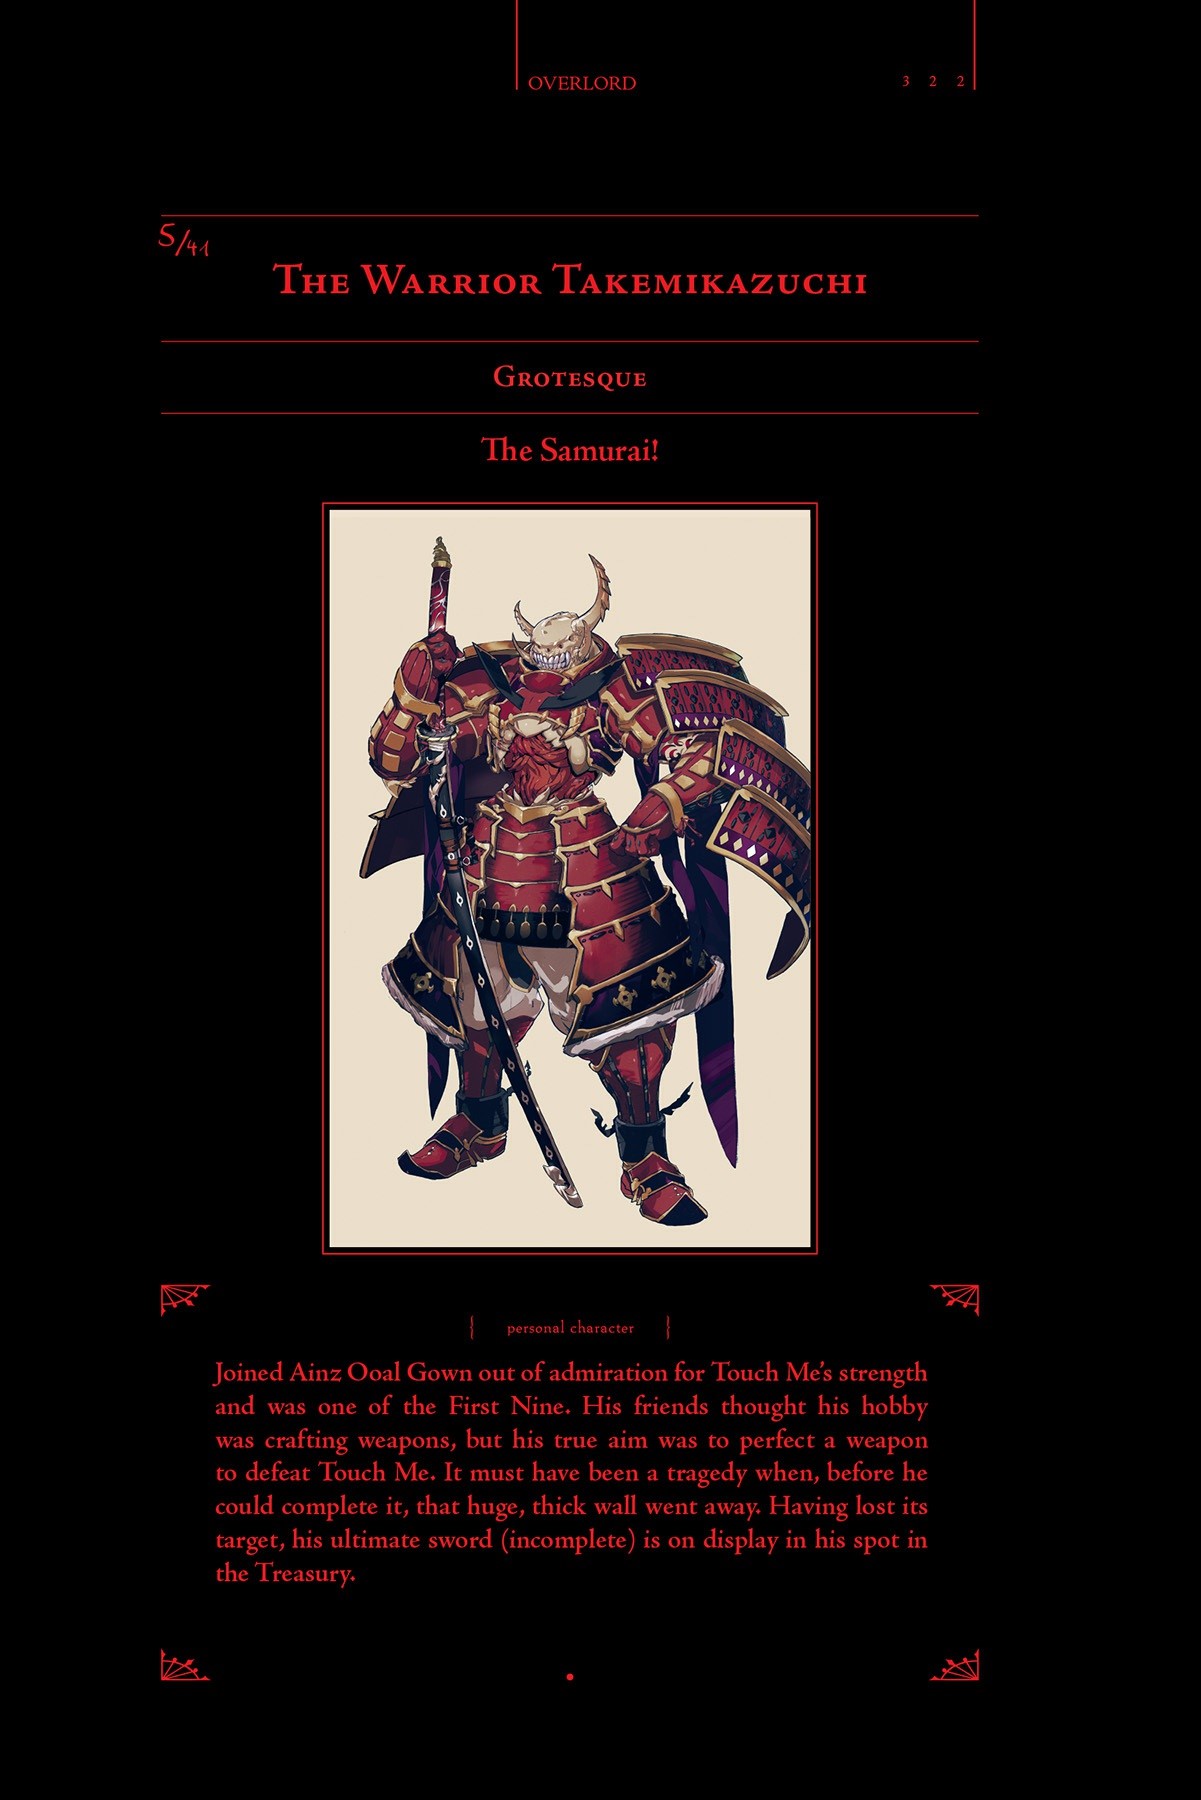 OVERLORD 3 2 2
5/41
The Warrior Takemikazuchi
Grotesque
The Samurai!
{ personal character }
Joined Ainz Ooal Gown out of admiration for Touch Me's strength
and was one of the First Nine. His friends thought his hobby
was crafting weapons, but his true aim was to perfect a weapon
to defeat Touch Me. It must have been a tragedy when, before he
could complete it, that huge, thick wall went away. Having lost its
target, his ultimate sword (incomplete) is on display in his spot in
the Treasury.